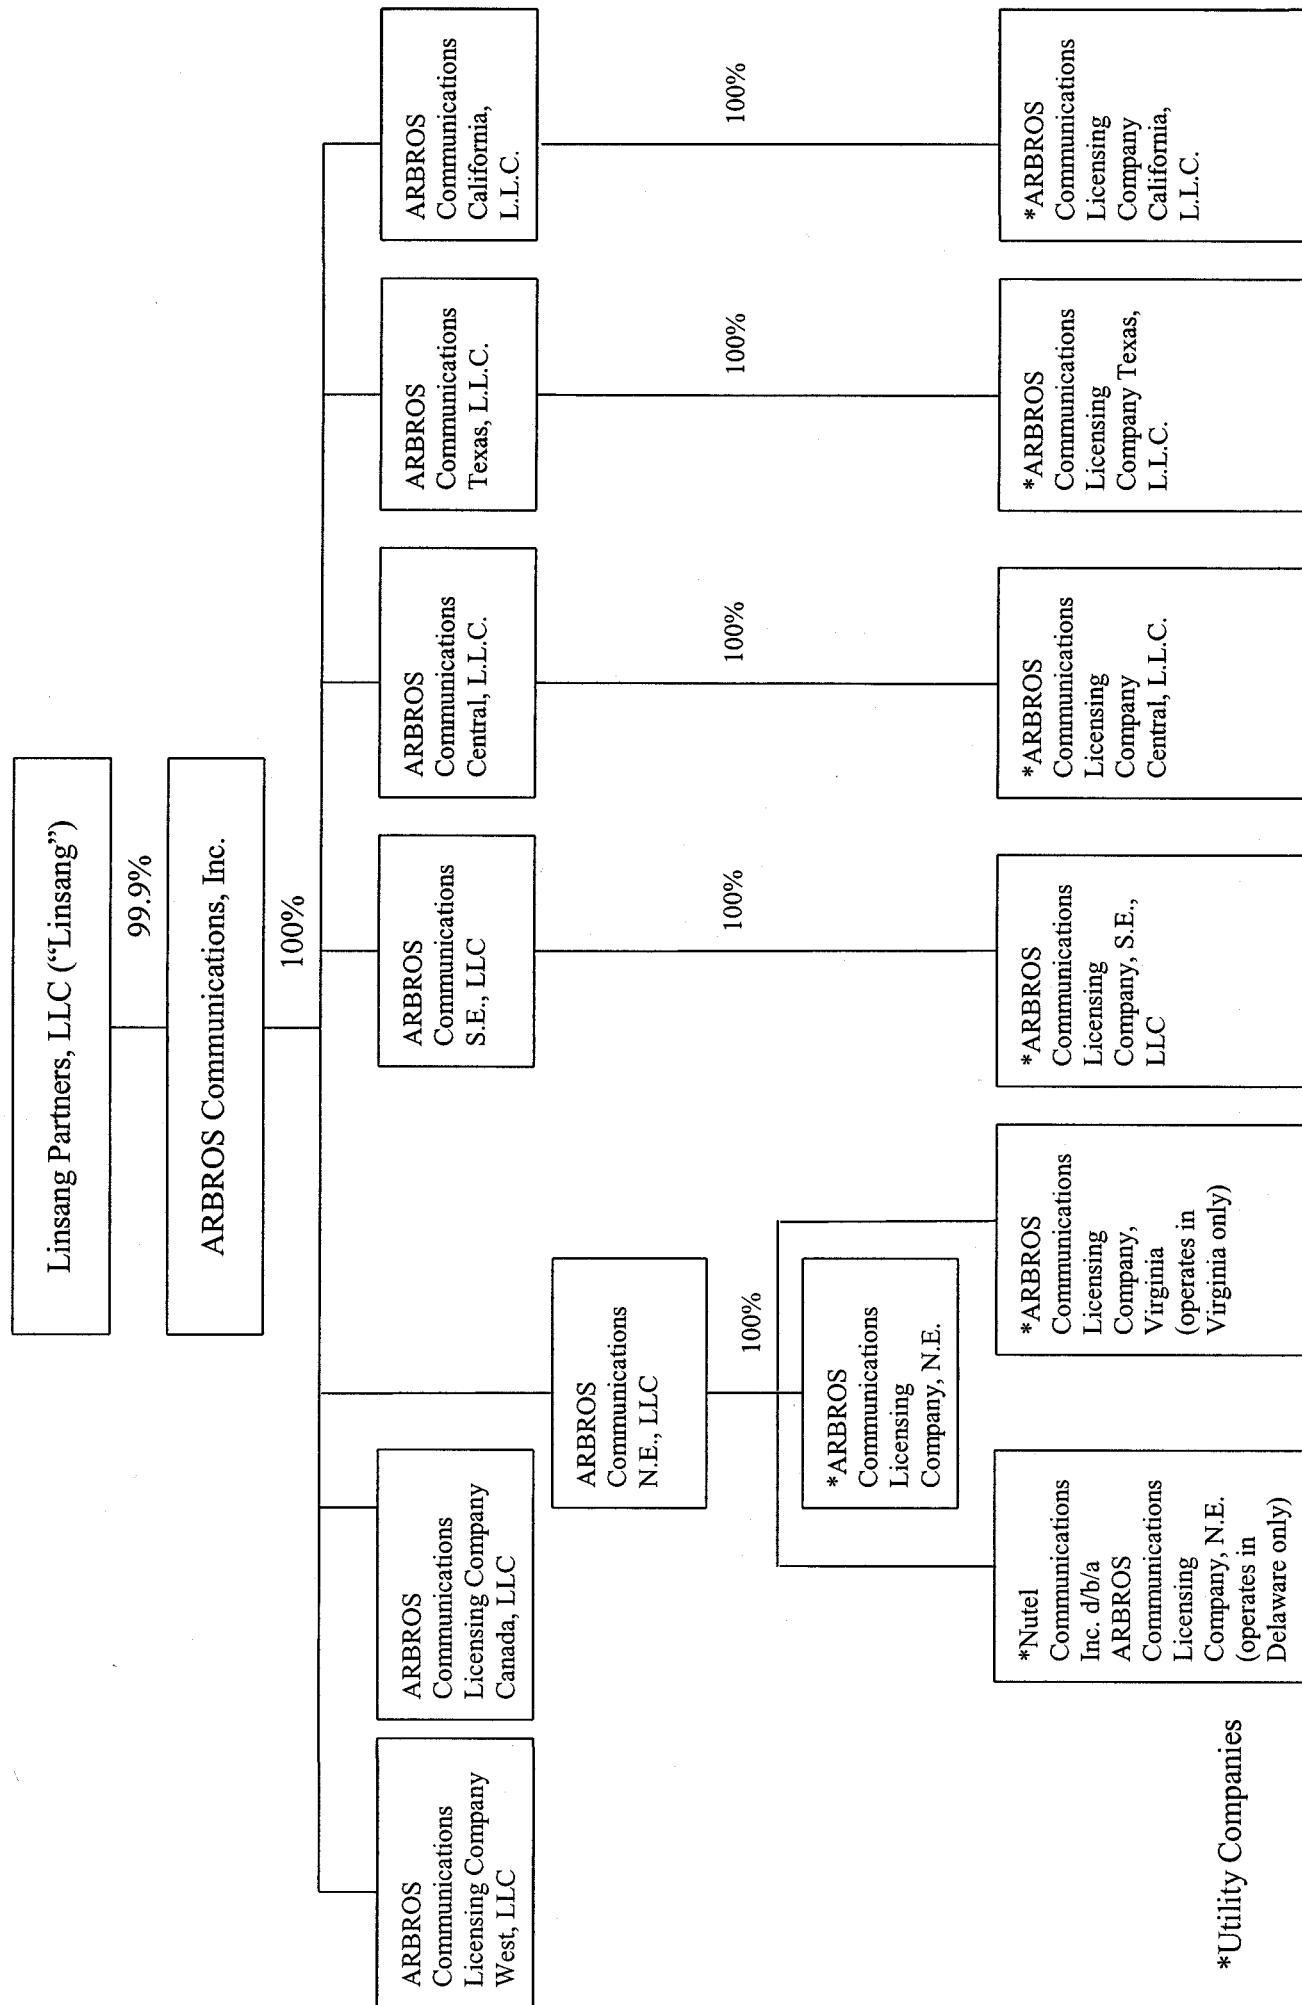 Linsang Partners, LLC (“Linsang”)
99.9%
ARBROS Communications, Inc.
100%
ARBROS
Communications
Licensing Company
West, LLC
ARBROS
Communications
Licensing Company
Canada, LLC
ARBROS
Communications
S.E., LLC
ARBROS
Communications
Central, L.L.C.
ARBROS
Communications
Texas, L.L.C.
ARBROS
Communications
California,
L.L.C.
ARBROS
Communications
N.E., LLC
100%
100%
100%
100%
100%
*ARBROS
Communications
Licensing
Company, N.E.
*Nutel
Communications
Inc. d/b/a
ARBROS
Communications
Licensing
Company, N.E.
(operates in
Delaware only)
*ARBROS
Communications
Licensing
Company,
Virginia
(operates in
Virginia only)
*ARBROS
Communications
Licensing
Company, S.E.,
LLC
*ARBROS
Communications
Licensing
Company
Central, L.L.C.
*ARBROS
Communications
Licensing
Company Texas,
L.L.C.
*ARBROS
Communications
Licensing
Company
California,
L.L.C.
*Utility Companies